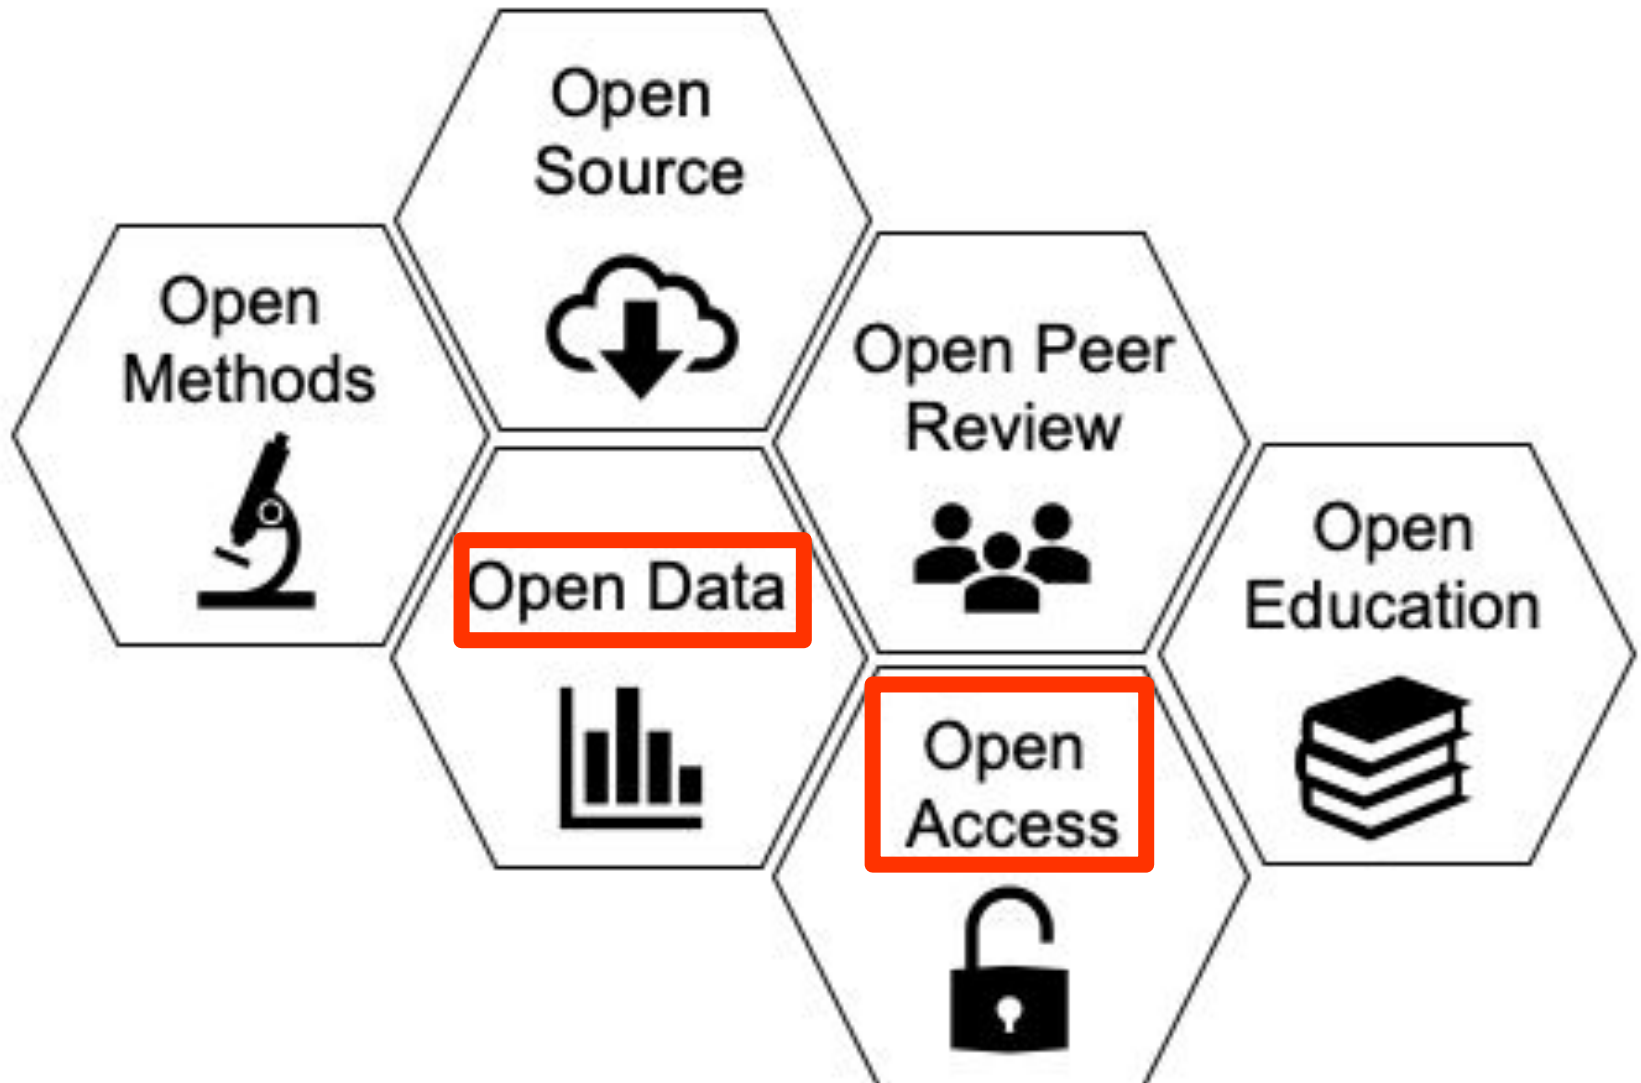 Open
Source
Open
Methods
Open Peer
Review
Open Data
Open
Education
Open
Access